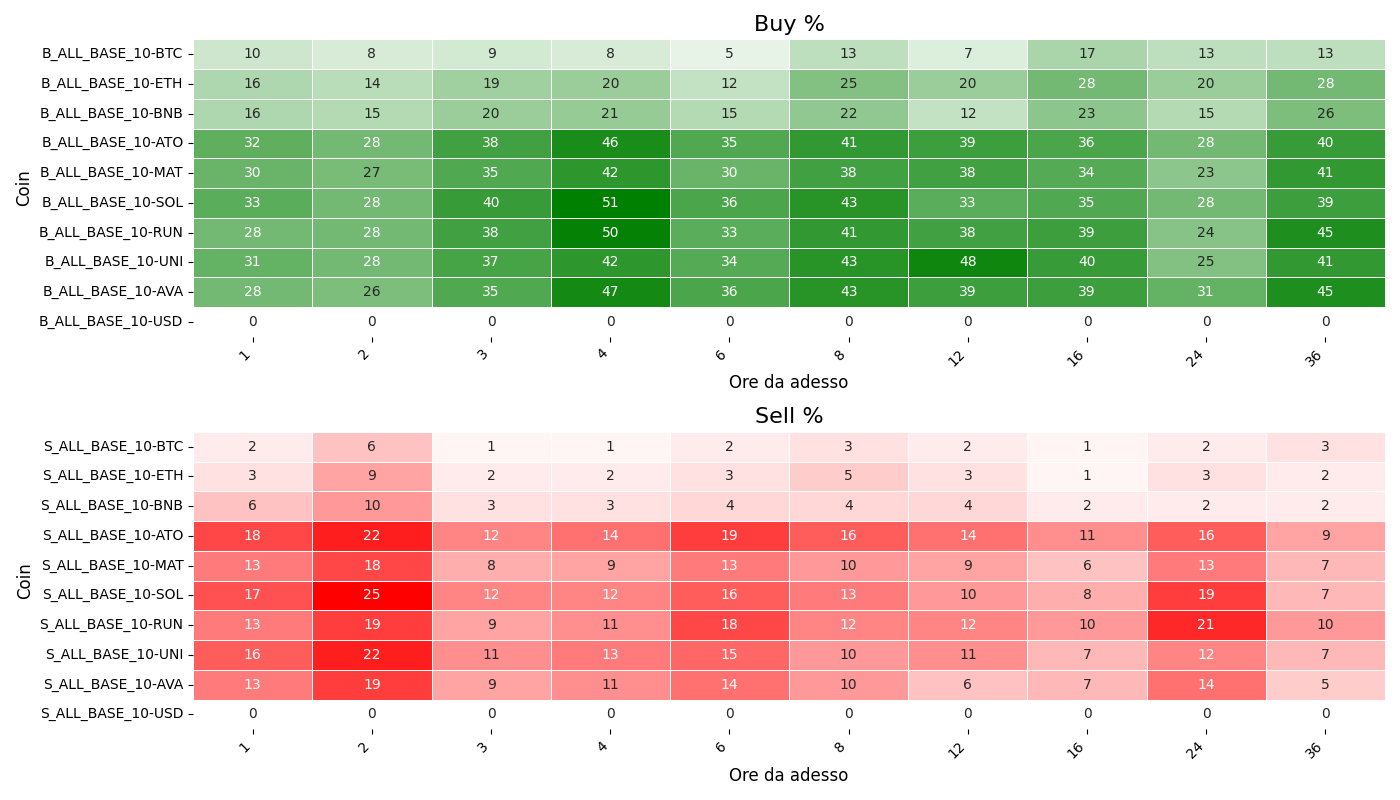 Buy %
Coin
B_ALL_BASE_10-BTC 10 8 9 8 5 13 7 17 13 13
B_ALL_BASE_10-ETH 16 14 19 20 12 25 20 28 20 28
B_ALL_BASE_10-BNB 16 15 20 21 15 22 12 23 15 26
B_ALL_BASE_10-ATO 32 28 38 46 35 41 39 36 28 40
B_ALL_BASE_10-MAT 30 27 35 42 30 38 38 34 23 41
B_ALL_BASE_10-SOL 33 28 40 51 36 43 33 35 28 39
B_ALL_BASE_10-RUN 28 28 38 50 33 41 38 39 24 45
B_ALL_BASE_10-UNI 31 28 37 42 34 43 48 40 25 41
B_ALL_BASE_10-AVA 28 26 35 47 36 43 39 39 31 45
B_ALL_BASE_10-USD 0 0 0 0 0 0 0 0 0 0
1 2 3 4 6 8 12 16 24 36
Ore da adesso
Sell %
Coin
S_ALL_BASE_10-BTC 2 6 1 1 2 3 2 1 2 3
S_ALL_BASE_10-ETH 3 9 2 2 3 5 3 1 3 2
S_ALL_BASE_10-BNB 6 10 3 3 4 4 4 2 2 2
S_ALL_BASE_10-ATO 18 22 12 14 19 16 14 11 16 9
S_ALL_BASE_10-MAT 13 18 8 9 13 10 9 6 13 7
S_ALL_BASE_10-SOL 17 25 12 12 16 13 10 8 19 7
S_ALL_BASE_10-RUN 13 19 9 11 18 12 12 10 21 10
S_ALL_BASE_10-UNI 16 22 11 13 15 10 11 7 12 7
S_ALL_BASE_10-AVA 13 19 9 11 14 10 6 7 14 5
S_ALL_BASE_10-USD 0 0 0 0 0 0 0 0 0 0
1 2 3 4 6 8 12 16 24 36
Ore da adesso